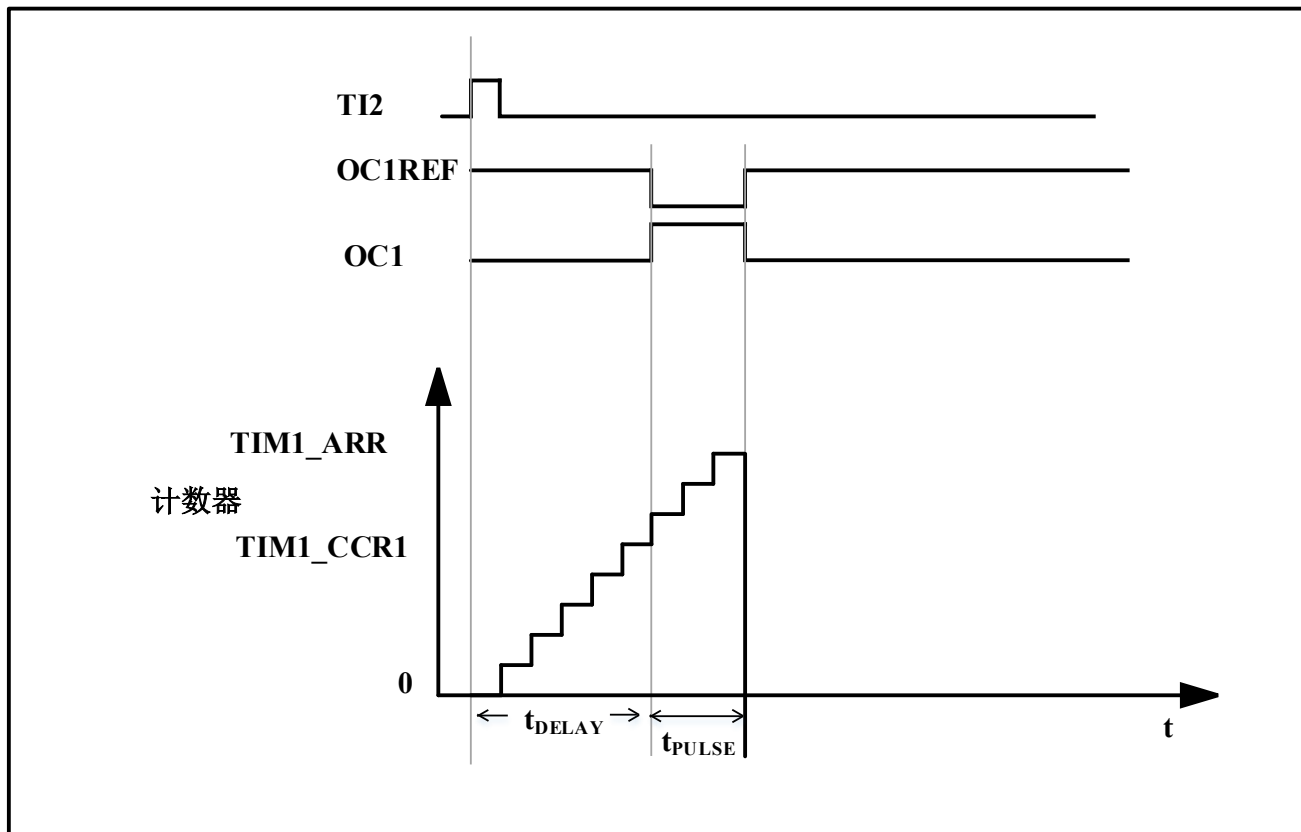 TI2
OC1REF
OC1
TIM1_ARR
计数器
TIM1_CCR1
0
tDELAY
tPULSE
t